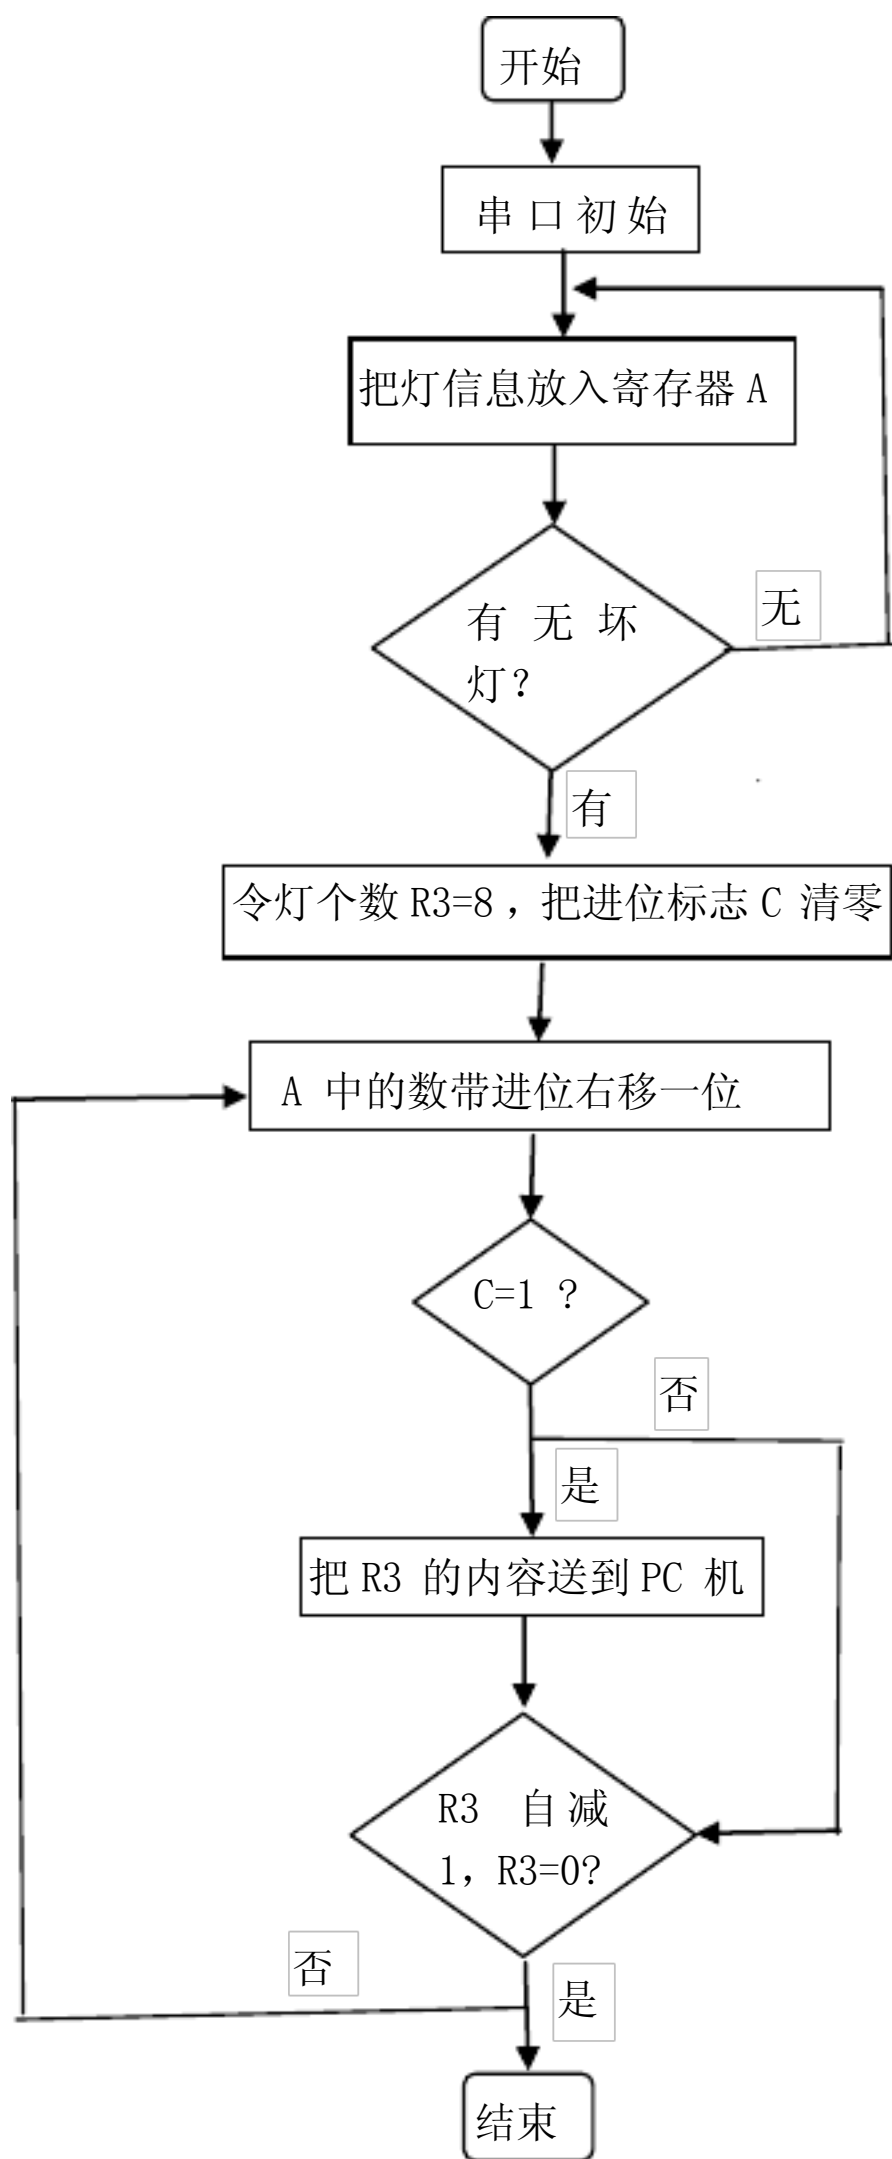 开始
串口初始
把灯信息放入寄存器 A
有 无 坏
灯？
无
有
令灯个数 R3=8，把进位标志 C 清零
A 中的数带进位右移一位
C=1 ？
否
是
把 R3 的内容送到 PC 机
R3 自减
1，R3=0?
否
是
结束